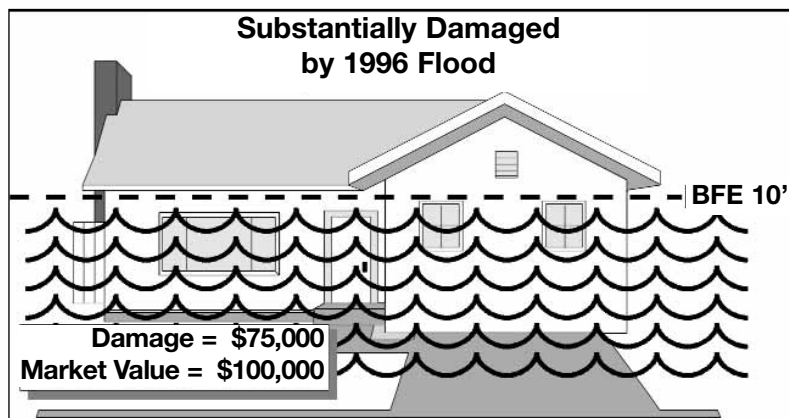 Substantially Damaged
by 1996 Flood
BFE 10’
Damage = $75,000
Market Value = $100,000